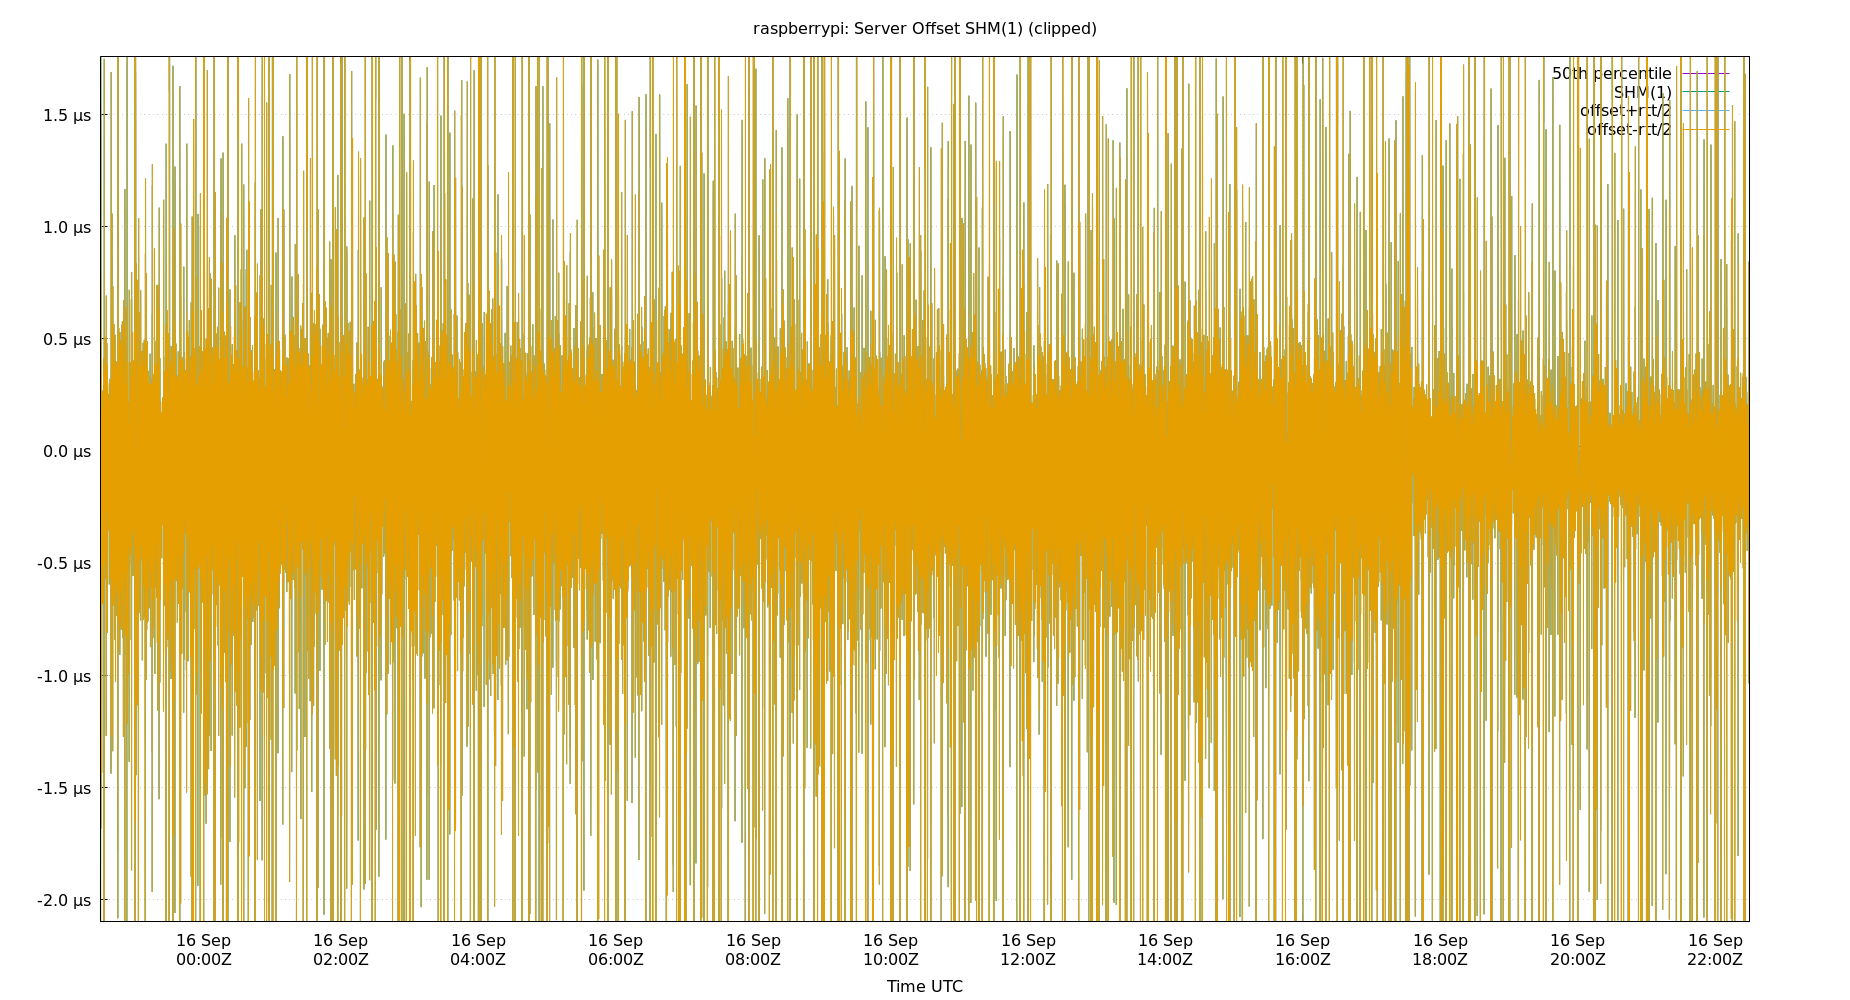 raspberrypi: Server Offset SHM(1) (clipped)
50th percentile
SHM(1)
offset+rtt/2
offset-rtt/2
1.5 µs
1.0 µs
0.5 µs
0.0 µs
-0.5 µs
-1.0 µs
-1.5 µs
-2.0 µs
16 Sep 16 Sep 16 Sep 16 Sep 16 Sep 16 Sep 16 Sep 16 Sep 16 Sep 16 Sep 16 Sep 16 Sep
00:00Z 02:00Z 04:00Z 06:00Z 08:00Z 10:00Z 12:00Z 14:00Z 16:00Z 18:00Z 20:00Z 22:00Z
Time UTC